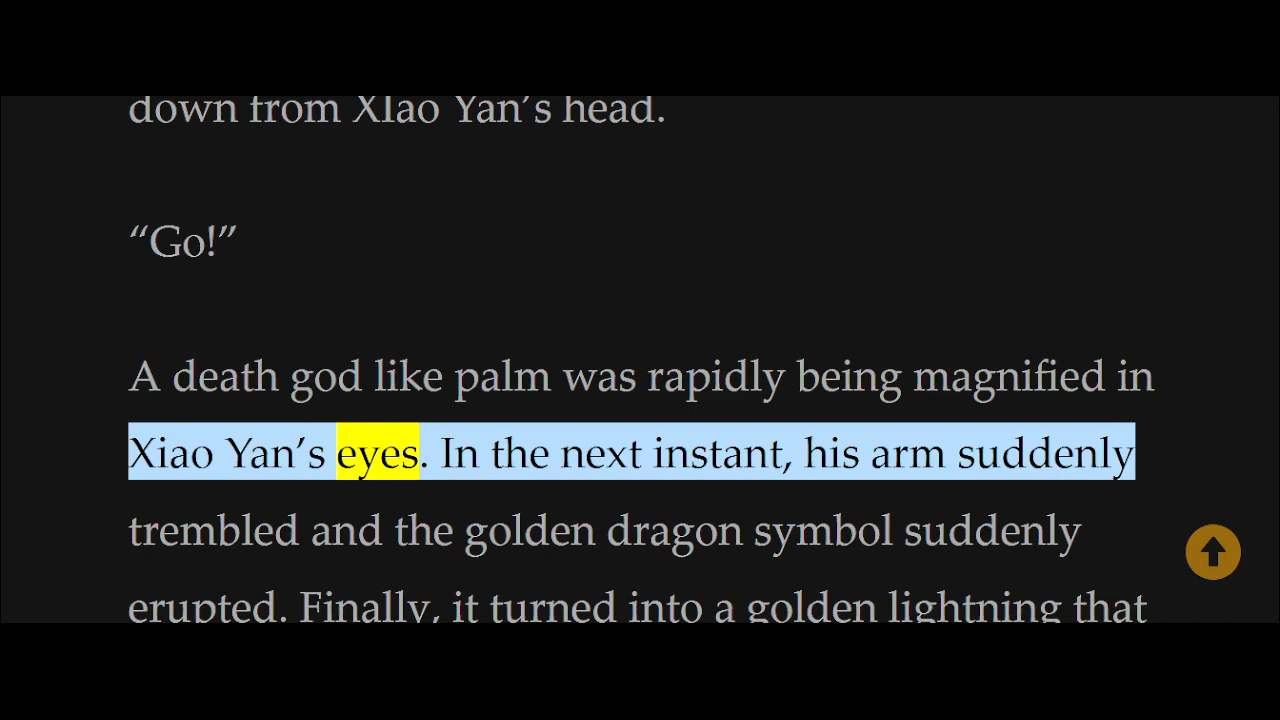 down from XIao Yan’s head.
“Go!”
A death god like palm was rapidly being magnified in
Xiao Yan’s eyes. In the next instant, his arm suddenly
trembled and the golden dragon symbol suddenly
erupted. Finally, it turned into a golden lightning that